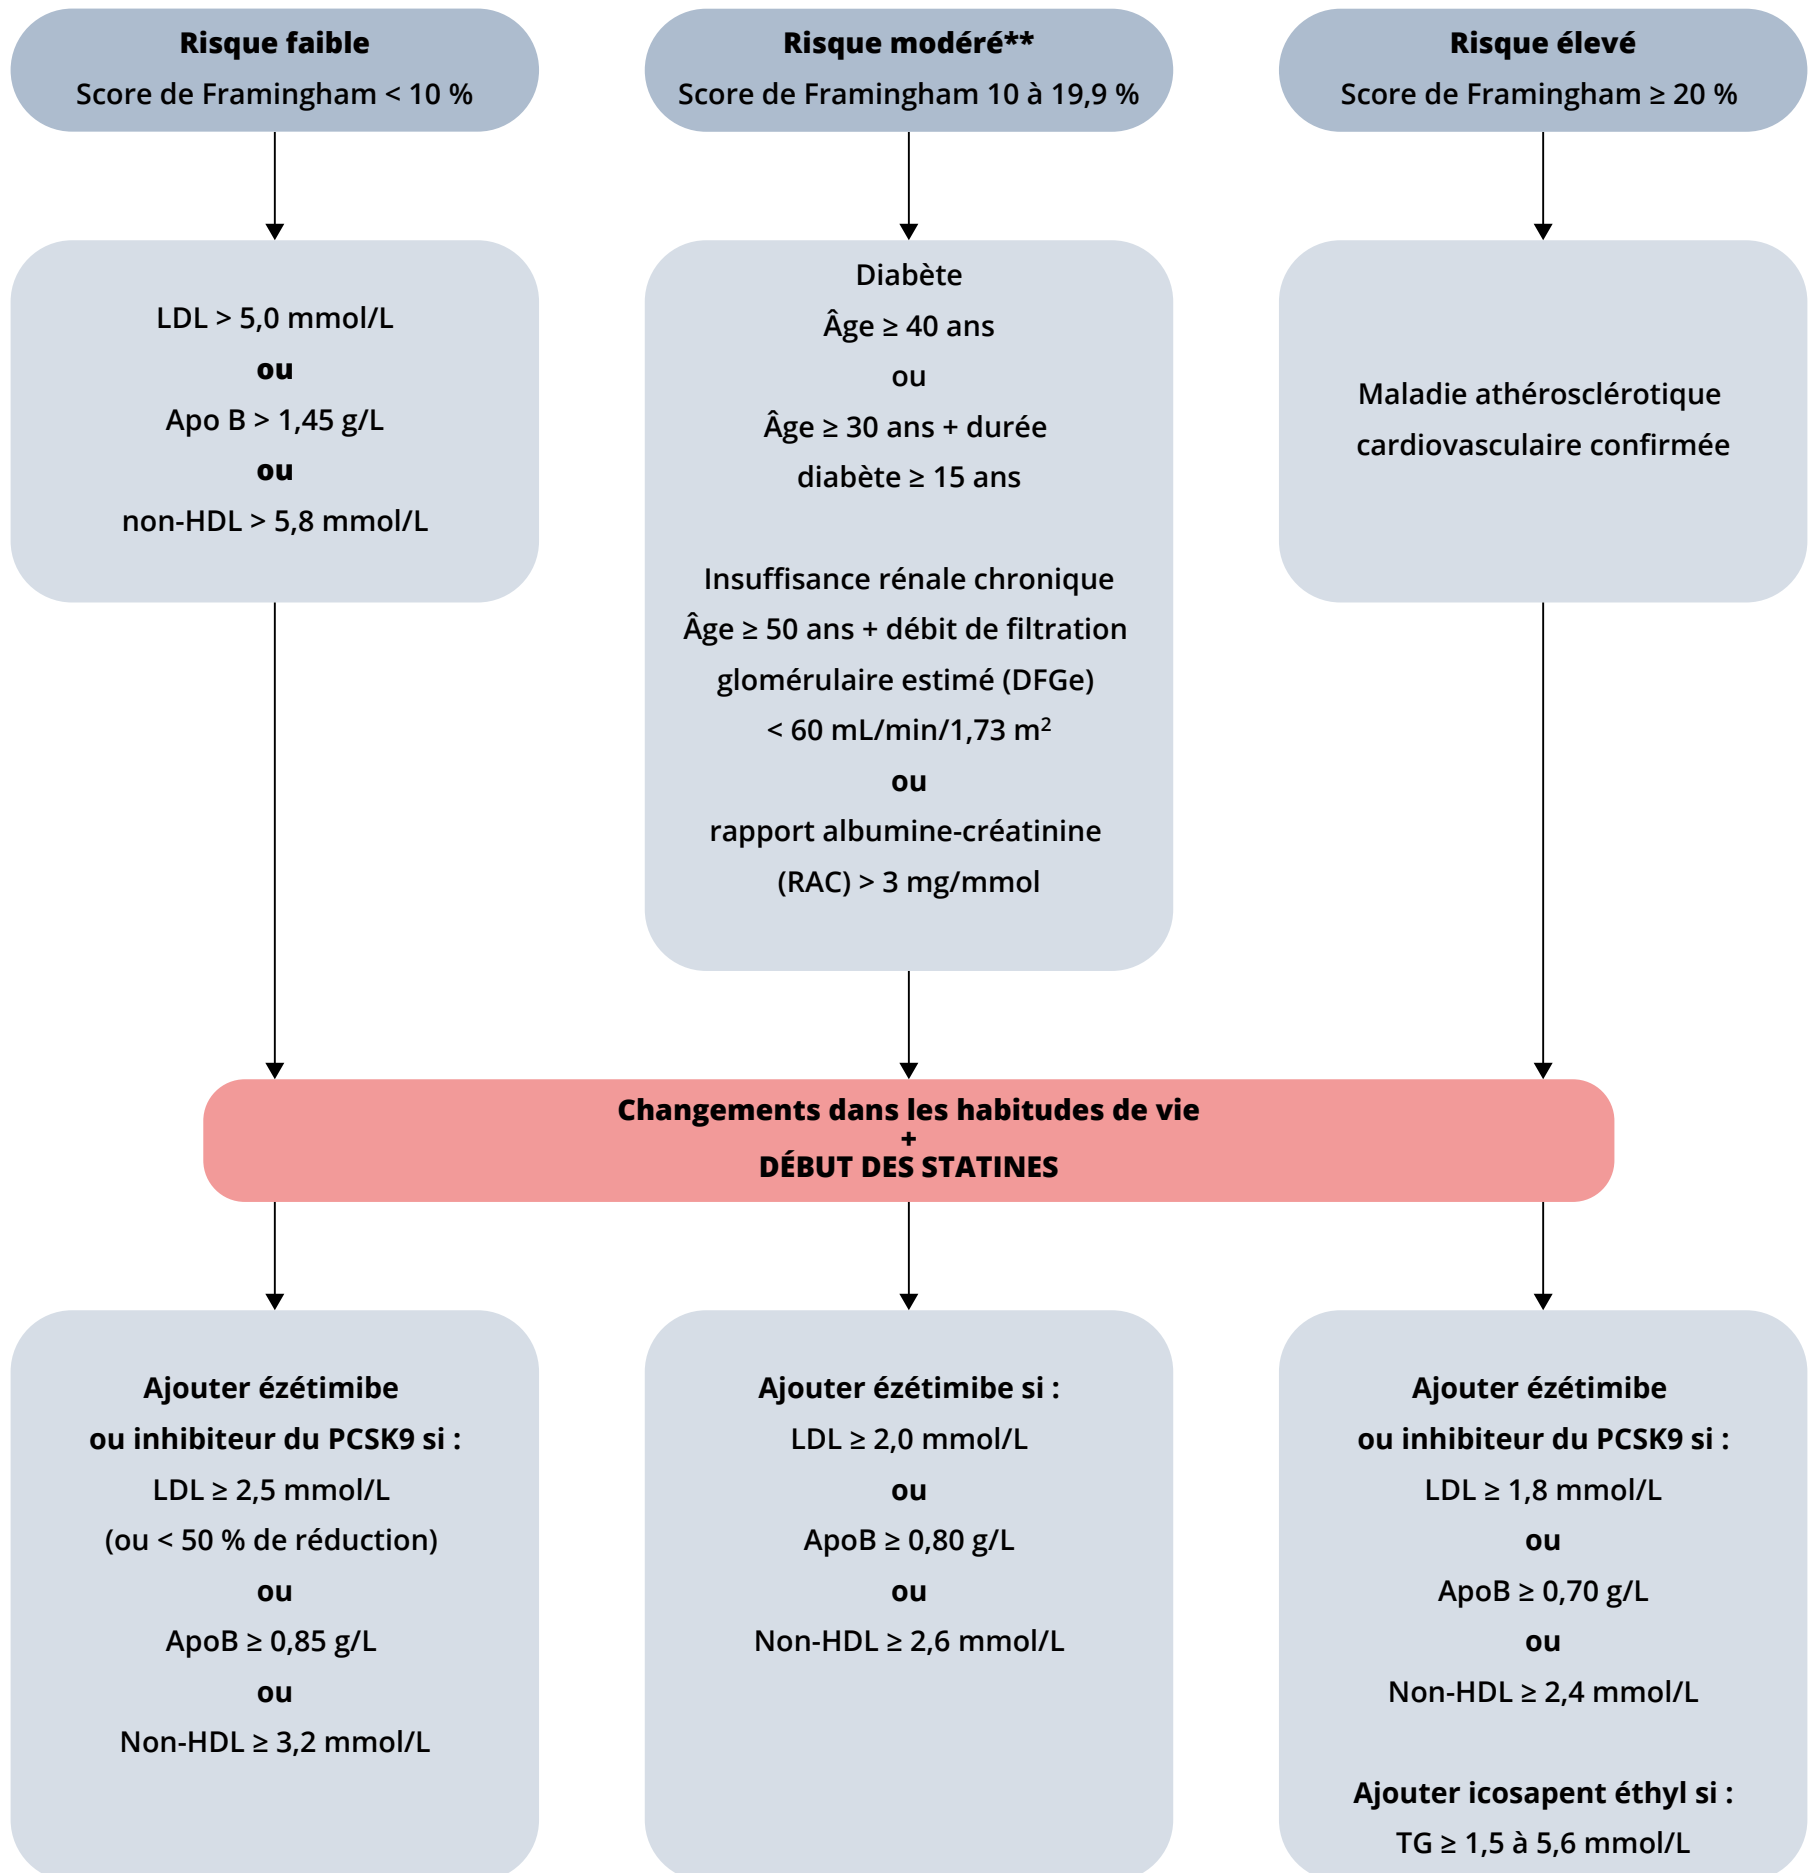 Risque faible
Score de Framingham < 10 %
Risque modéré**
Score de Framingham 10 à 19,9 %
Risque élevé
Score de Framingham ≥ 20 %
LDL > 5,0 mmol/L
ou
Apo B > 1,45 g/L
ou
non-HDL > 5,8 mmol/L
Diabète
Âge ≥ 40 ans
ou
Âge ≥ 30 ans + durée
diabète ≥ 15 ans
Insuffisance rénale chronique
Âge ≥ 50 ans + débit de filtration
glomérulaire estimé (DFGe)
< 60 mL/min/1,73 m²
ou
rapport albumine-créatinine
(RAC) > 3 mg/mmol
Maladie athérosclérotique
cardiovasculaire confirmée
Changements dans les habitudes de vie
+
DÉBUT DES STATINES
Ajouter ézétimibe
ou inhibiteur du PCSK9 si :
LDL ≥ 2,5 mmol/L
(ou < 50 % de réduction)
ou
ApoB ≥ 0,85 g/L
ou
Non-HDL ≥ 3,2 mmol/L
Ajouter ézétimibe si :
LDL ≥ 2,0 mmol/L
ou
ApoB ≥ 0,80 g/L
ou
Non-HDL ≥ 2,6 mmol/L
Ajouter ézétimibe
ou inhibiteur du PCSK9 si :
LDL ≥ 1,8 mmol/L
ou
ApoB ≥ 0,70 g/L
ou
Non-HDL ≥ 2,4 mmol/L
Ajouter icosapent éthyl si :
TG ≥ 1,5 à 5,6 mmol/L